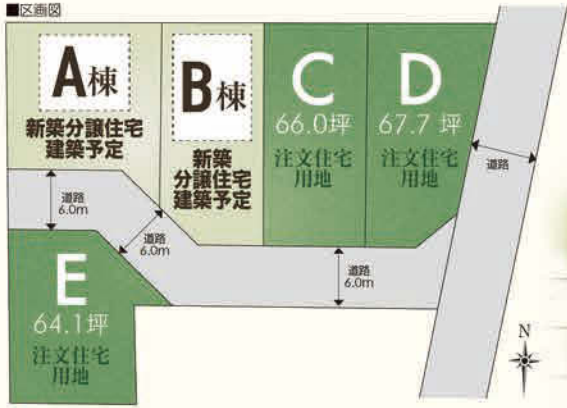 ■区画図
A棟
新築分譲住宅
建築予定
B棟
新築
分譲住宅
建築予定
C
66.0坪
注文住宅
用地
D
67.7坪
注文住宅
用地
道路
道路
6.0m
道路
6.0m
道路
6.0m
E
64.1坪
注文住宅
用地
N